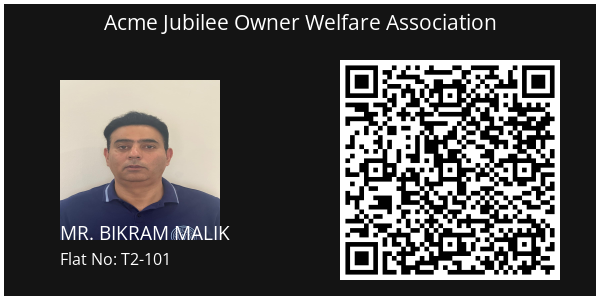 Acme Jubilee Owner Welfare Association
MR. BIKRAM MALIK
Flat No: T2-101